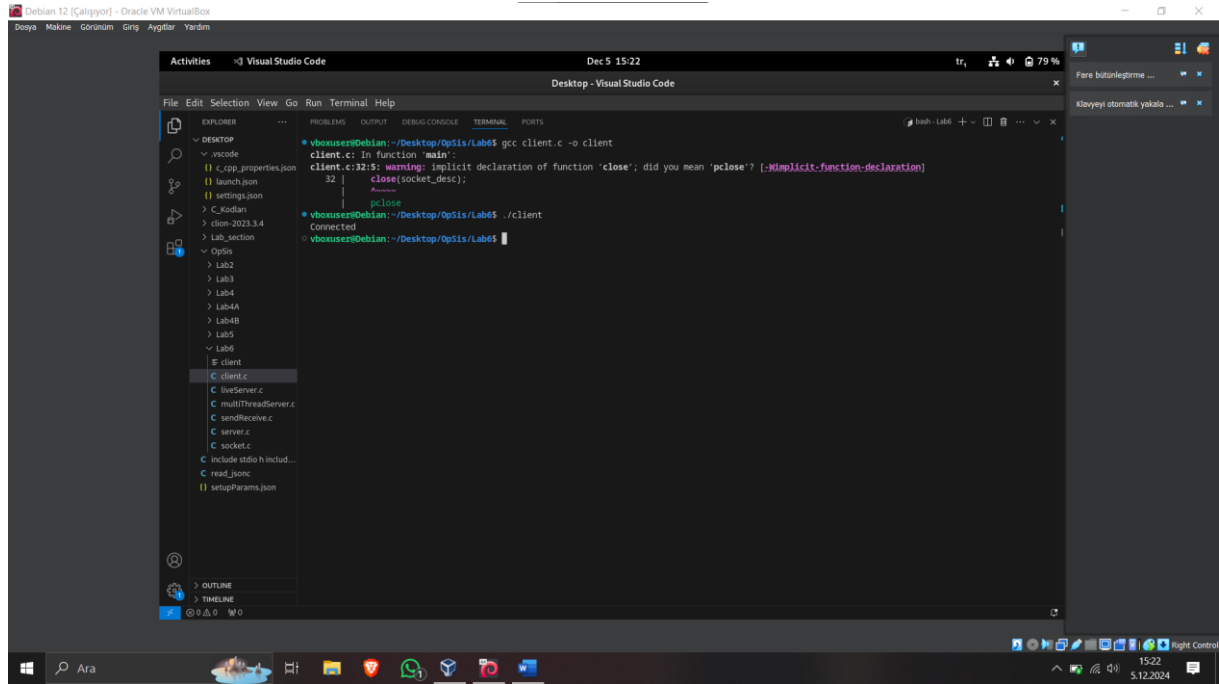 Debian 12 [Çalışıyor] - Oracle VM VirtualBox
Dosya Makine Görünüm Giriş Aygıtlar Yardım
Activities Visual Studio Code Dec 5 15:22 tr, 79 %
Desktop - Visual Studio Code
File Edit Selection View Go Run Terminal Help
EXPLORER
DESKTOP
.vscode
{} c_cpp_properties.json
{} launch.json
{} settings.json
C_Kodlan
clion-2023.3.4
Lab_section
OpSis
Lab2
Lab3
Lab4
Lab4A
Lab4B
Lab5
Lab6
client
C client.c
C liveServer.c
C multiThreadServer.c
C sendReceive.c
C server.c
C socket.c
C include stdio h includ...
C read_jsonc
{} setupParams.json
OUTLINE
TIMELINE
PROBLEMS OUTPUT DEBUG CONSOLE TERMINAL PORTS
bash - Lab6
vboxuser@Debian:~/Desktop/OpSis/Lab6$ gcc client.c -o client
client.c: In function 'main':
client.c:32:5: warning: implicit declaration of function 'close'; did you mean 'pclose'? [-Wimplicit-function-declaration]
32 | close(socket_desc);
| ^~~~~
| pclose
vboxuser@Debian:~/Desktop/OpSis/Lab6$ ./client
Connected
vboxuser@Debian:~/Desktop/OpSis/Lab6$
0 0 0
Fare bütünleştirme ...
Klavyeyi otomatik yakala ...
Right Control
Ara
15:22
5.12.2024